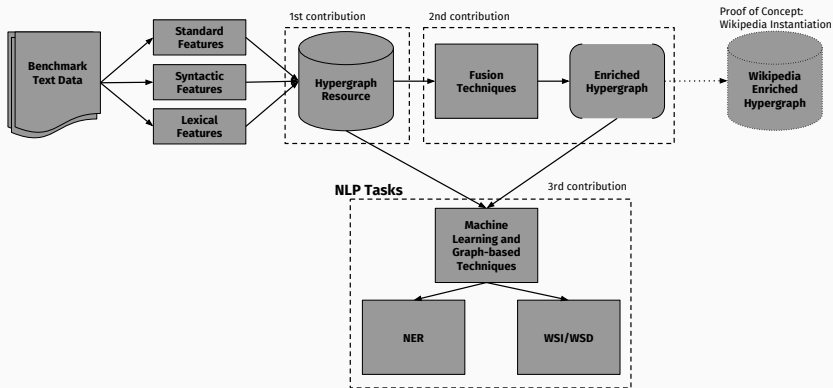 Proof of Concept:
Wikipedia Instantiation
1st contribution
2nd contribution
Benchmark
Text Data
Standard
Features
Syntactic
Features
Lexical
Features
Hypergraph
Resource
Fusion
Techniques
Enriched
Hypergraph
Wikipedia
Enriched
Hypergraph
NLP Tasks
3rd contribution
Machine
Learning and
Graph-based
Techniques
NER
WSI/WSD